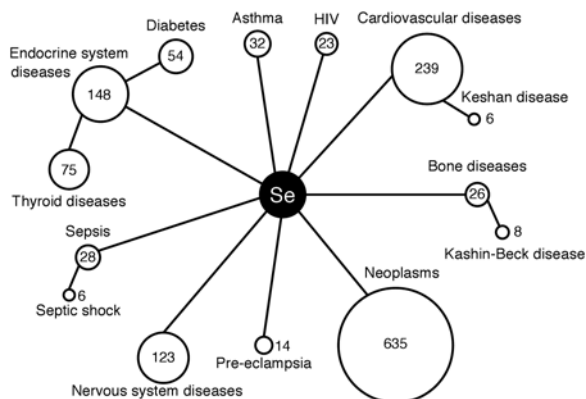 Asthma
32
HIV
23
Cardiovascular diseases
239
Keshan disease
6
Diabetes
54
Endocrine system
diseases
148
75
Thyroid diseases
Se
Bone diseases
26
8
Kashin-Beck disease
Sepsis
28
6
Septic shock
Neoplasms
635
14
Pre-eclampsia
123
Nervous system diseases